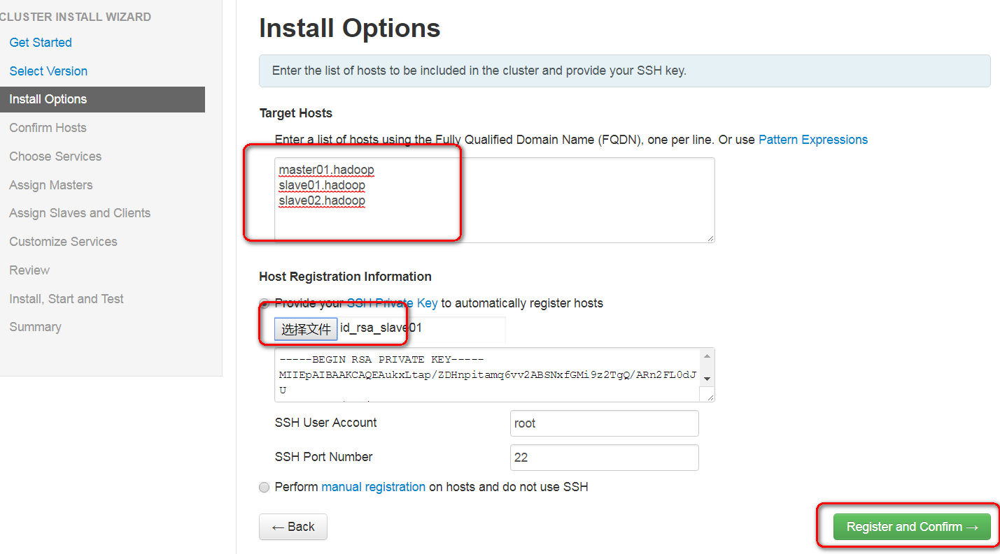 CLUSTER INSTALL WIZARD
Get Started
Select Version
Install Options
Confirm Hosts
Choose Services
Assign Masters
Assign Slaves and Clients
Customize Services
Review
Install, Start and Test
Summary
Install Options
Enter the list of hosts to be included in the cluster and provide your SSH key.
Target Hosts
Enter a list of hosts using the Fully Qualified Domain Name (FQDN), one per line. Or use Pattern Expressions
master01.hadoop
slave01.hadoop
slave02.hadoop
Host Registration Information
Provide your SSH Private Key to automatically register hosts
选择文件 id_rsa_slave01
-----BEGIN RSA PRIVATE KEY-----
MIIEpAIBAAKCAQEAukxLtap/ZDHnpitamq6vv2ABSNxfGMi9z2TgQ/ARn2FL0dJ
U
SSH User Account root
SSH Port Number 22
Perform manual registration on hosts and do not use SSH
← Back
Register and Confirm →